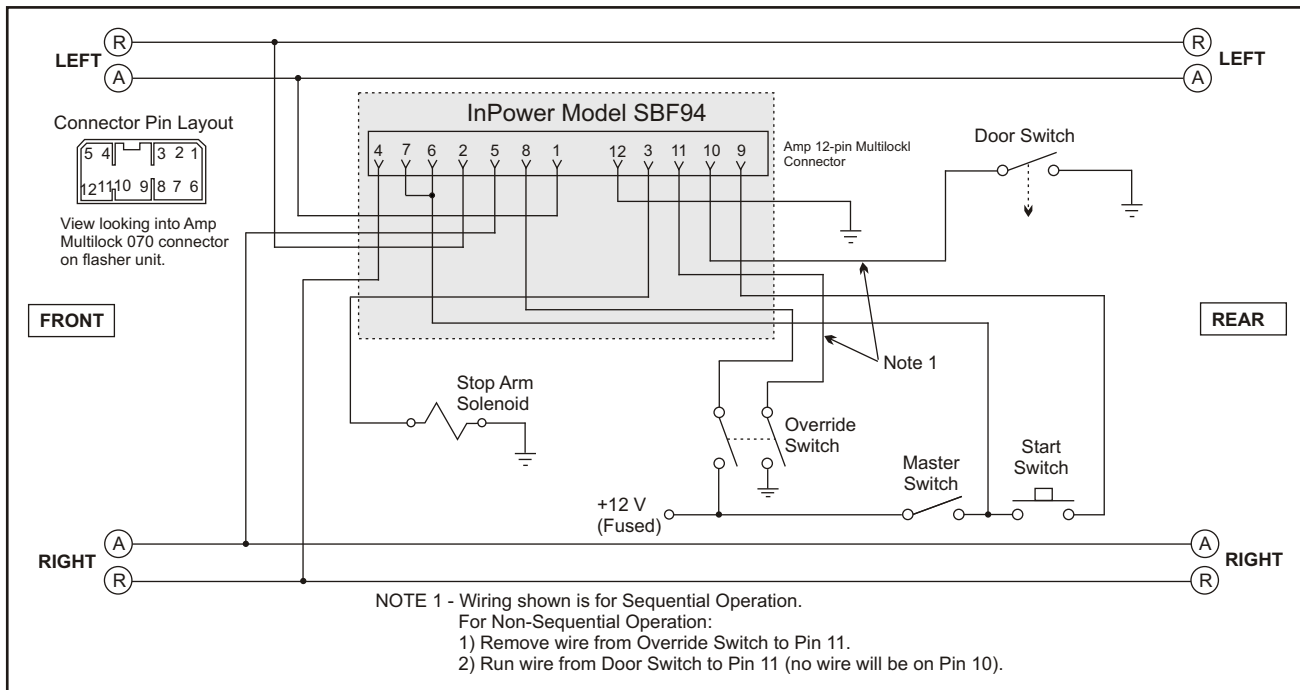 R
LEFT
A
R
LEFT
A
InPower Model SBF94
Connector Pin Layout
5 4 3 2 1
12 11 10 9 8 7 6
View looking into Amp
Multilock 070 connector
on flasher unit.
4 7 6 2 5 8 1 12 3 11 10 9
Amp 12-pin Multilockl
Connector
Door Switch
FRONT
REAR
Note 1
Stop Arm
Solenoid
Override
Switch
Master
Switch
Start
Switch
+12 V
(Fused)
A
RIGHT
R
A
RIGHT
R
NOTE 1 - Wiring shown is for Sequential Operation.
For Non-Sequential Operation:
1) Remove wire from Override Switch to Pin 11.
2) Run wire from Door Switch to Pin 11 (no wire will be on Pin 10).